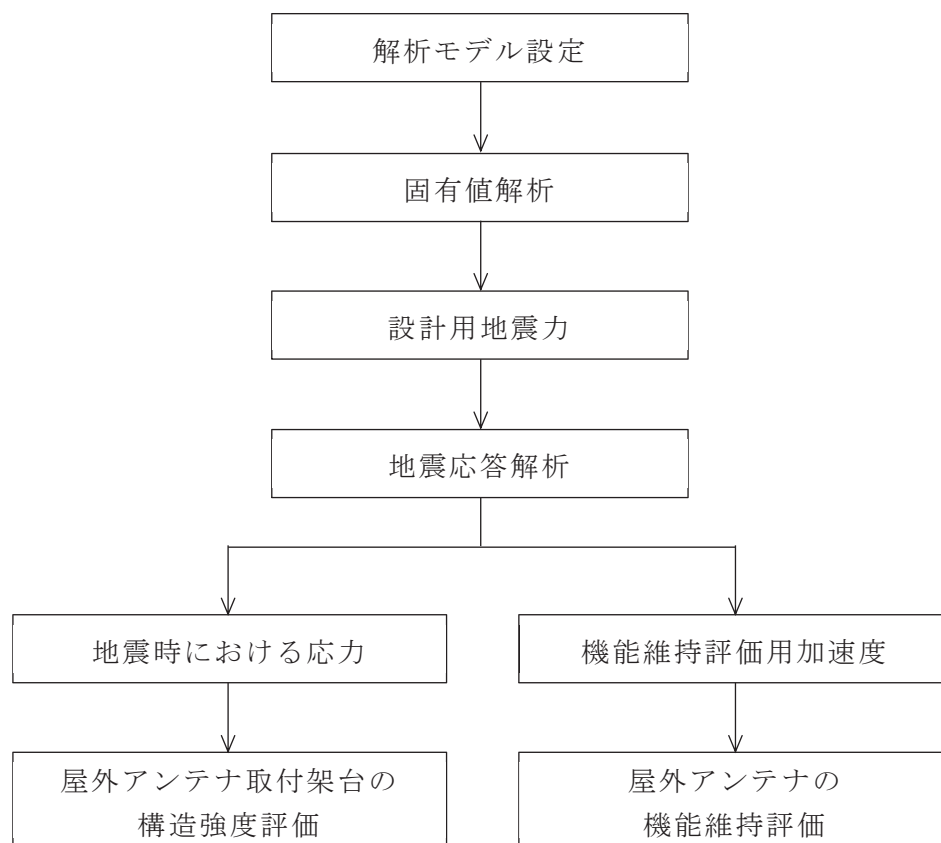 解析モデル設定
固有値解析
設計用地震力
地震応答解析
地震時における応力
機能維持評価用加速度
屋外アンテナ取付架台の
構造強度評価
屋外アンテナの
機能維持評価